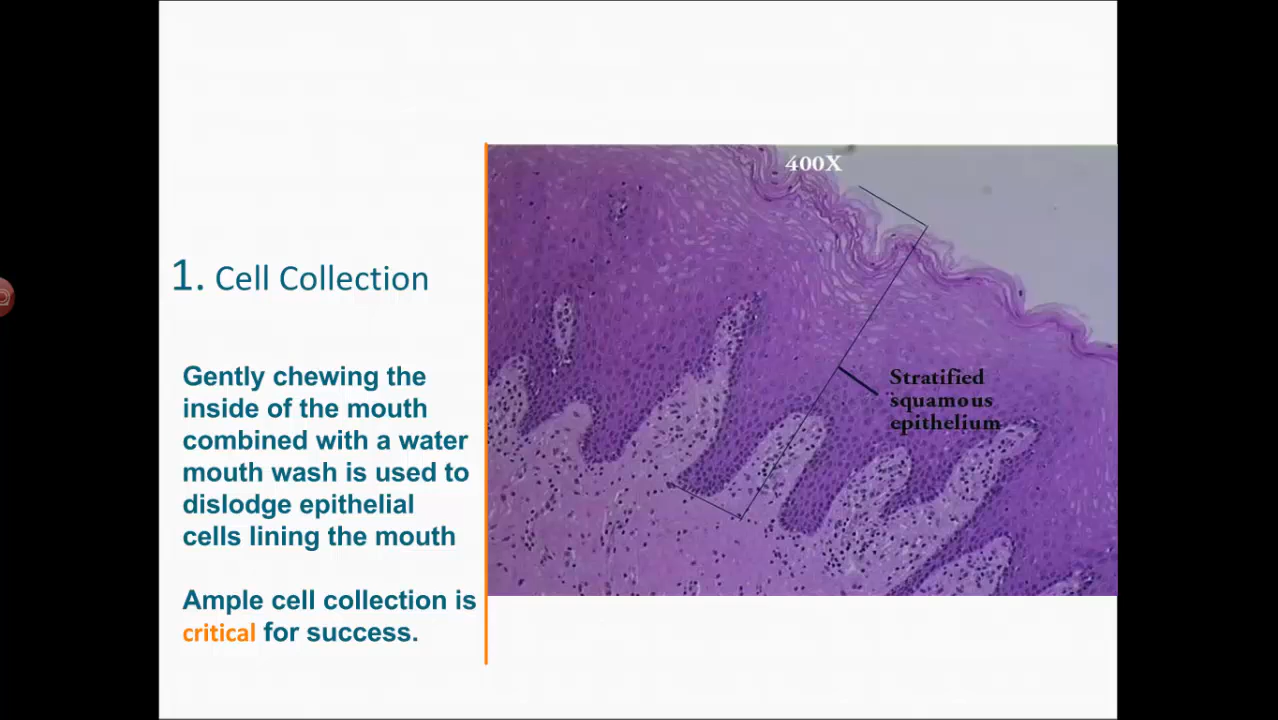 1. Cell Collection
Gently chewing the
inside of the mouth
combined with a water
mouth wash is used to
dislodge epithelial
cells lining the mouth
Ample cell collection is
critical for success.
400X
Stratified
squamous
epithelium